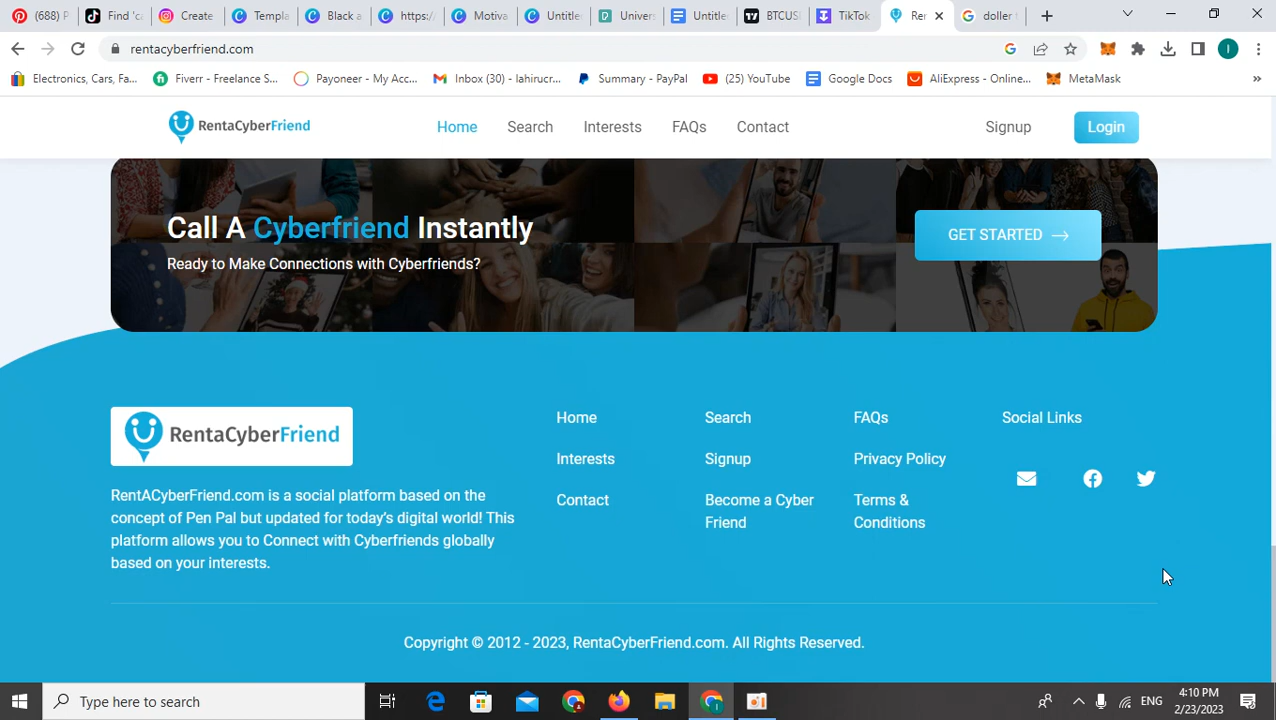 (688) P
Find 'ca
Create
Templa
Black a
https:/
Motiva
Untitle
Univers
Untitle
BTCUS
TikTok
Ren
doller t
rentacyberfriend.com
Electronics, Cars, Fa...
Fiverr - Freelance S...
Payoneer - My Acc...
Inbox (30) - lahirucr...
Summary - PayPal
(25) YouTube
Google Docs
AliExpress - Online...
MetaMask
RentaCyberFriend
Home
Search
Interests
FAQs
Contact
Signup
Login
Call A Cyberfriend Instantly
Ready to Make Connections with Cyberfriends?
GET STARTED
RentaCyberFriend
RentACyberFriend.com is a social platform based on the
concept of Pen Pal but updated for today's digital world! This
platform allows you to Connect with Cyberfriends globally
based on your interests.
Home
Interests
Contact
Search
Signup
Become a Cyber
Friend
FAQs
Privacy Policy
Terms &
Conditions
Social Links
Copyright © 2012 - 2023, RentaCyberFriend.com. All Rights Reserved.
Type here to search
ENG
4:10 PM
2/23/2023